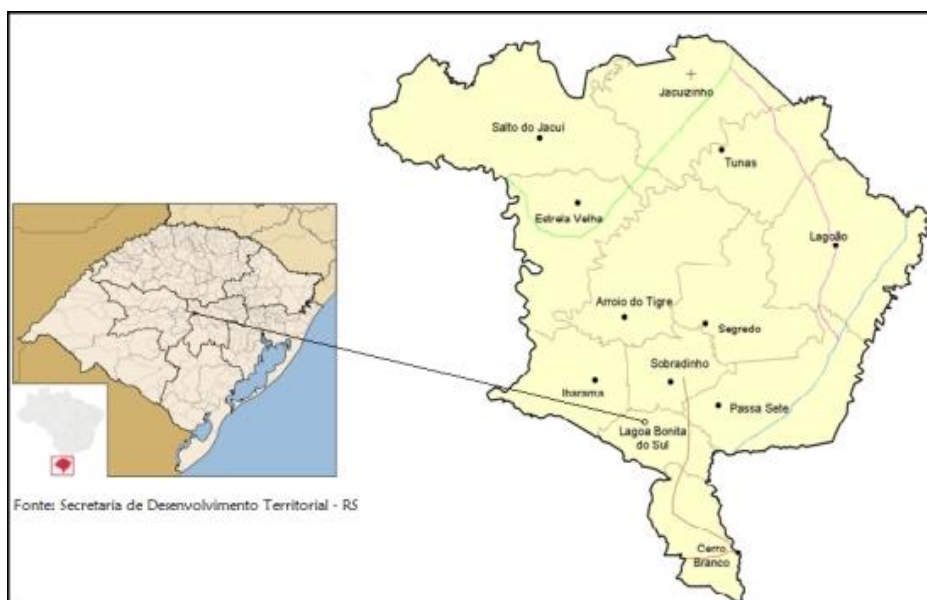 Jacuizinho
Salto do Jacuí
Tunas
Estrela Velha
Lagoão
Arroio do Tigre
Segredo
Sobradinho
Ibarama
Passa Sete
Lagoa Bonita
do Sul
Cerro
Branco
Fonte: Secretaria de Desenvolvimento Territorial - RS